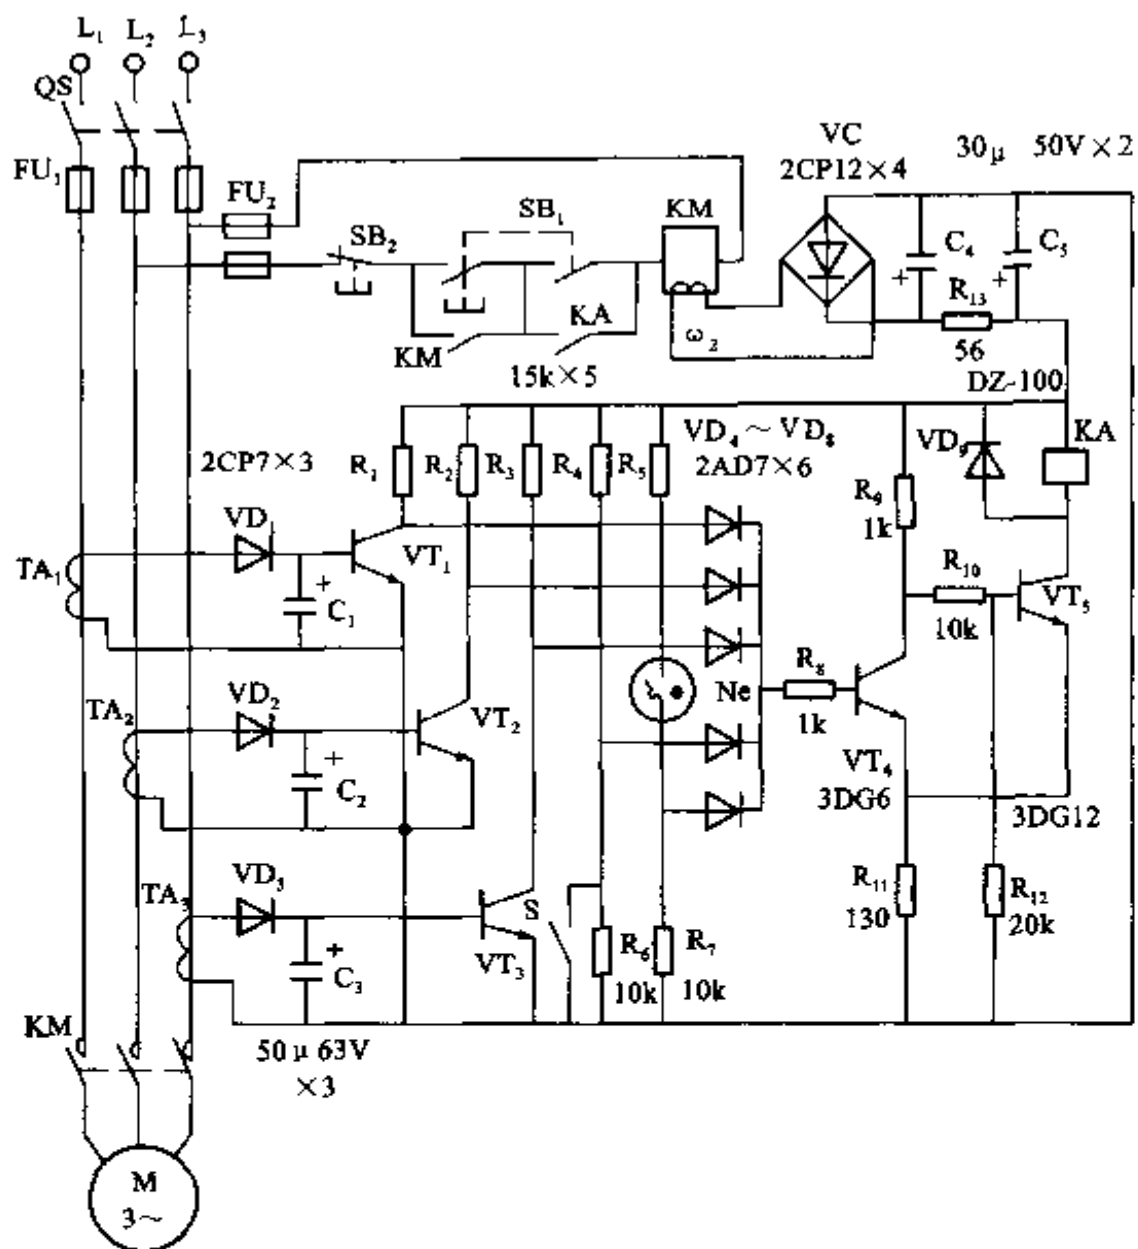 L₁ L₂ L₃
QS
FU₁
FU₂
SB₂
SB₁
KM
VC
2CP12×4
30μ 50V×2
C₄
C₅
R₁₃
56
ω₂
KM
KA
15k×5
DZ-100
2CP7×3
R₁ R₂ R₃ R₄ R₅
VD₄～VD₈
2AD7×6
VD₉
KA
R₉
1k
VD₁
VT₁
TA₁
C₁
R₁₀
10k
VT₅
Ne
R₈
1k
VD₂
TA₂
VT₂
C₂
VT₄
3DG6
3DG12
VD₃
TA₃
S
VT₃
C₃
R₆
10k
R₇
10k
R₁₁
130
R₁₂
20k
KM
50μ 63V
×3
M
3～